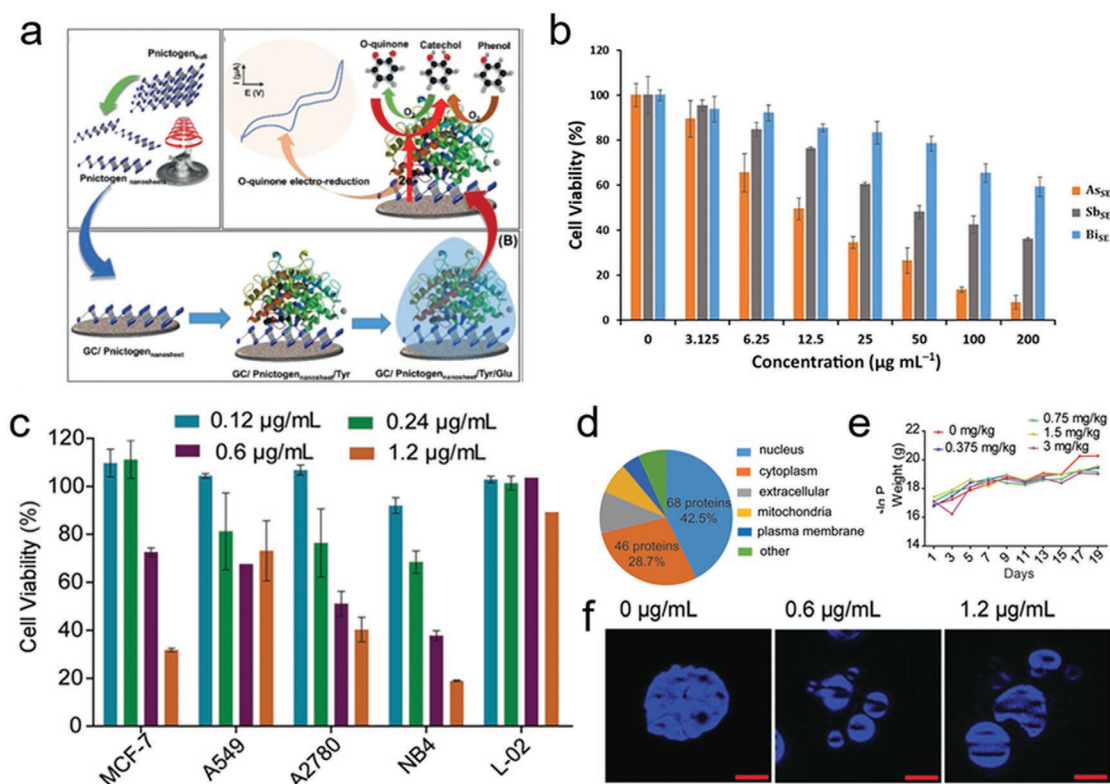 a
Pnictogen bulk
Pnictogen nanosheets
I (µA)
E (V)
O-quinone
Catechol
Phenol
O
O
2e
O-quinone electro-reduction
(B)
GC/ Pnictogen nanosheet
GC/ Pnictogen nanosheet/Tyr
GC/ Pnictogen nanosheet/Tyr/Glu
b
Cell Viability (%)
120
100
80
60
40
20
0
0 3.125 6.25 12.5 25 50 100 200
Concentration (µg mL⁻¹)
As SE
Sb SE
Bi SE
c
0.12 µg/mL
0.24 µg/mL
0.6 µg/mL
1.2 µg/mL
Cell Viability (%)
120
100
80
60
40
20
0
MCF-7 A549 A2780 NB4 L-02
d
68 proteins
42.5%
46 proteins
28.7%
nucleus
cytoplasm
extracellular
mitochondria
plasma membrane
other
e
0 mg/kg
0.375 mg/kg
0.75 mg/kg
1.5 mg/kg
3 mg/kg
-ln P
Weight (g)
20
18
16
14
1 3 5 7 9 11 13 15 17 19
Days
f
0 µg/mL
0.6 µg/mL
1.2 µg/mL